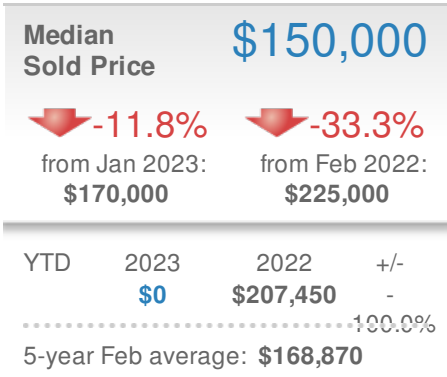 Median $150,000
Sold Price
-11.8% -33.3%
from Jan 2023: from Feb 2022:
$170,000 $225,000
YTD 2023 2022 +/-
$0 $207,450 -
100.0%
5-year Feb average: $168,870